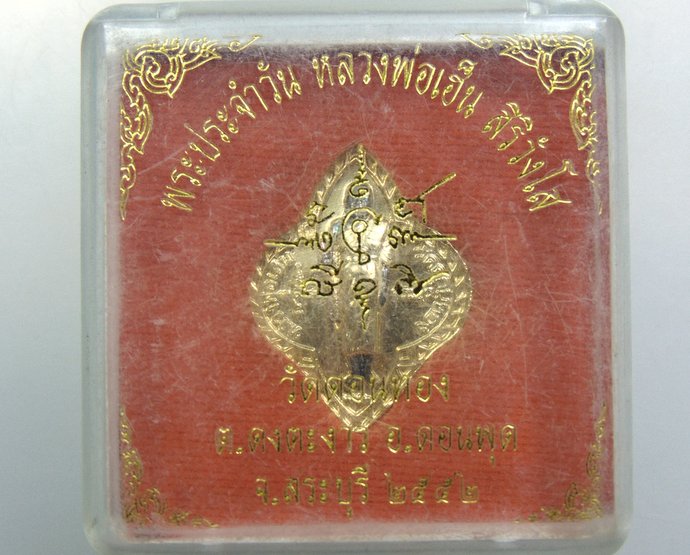 พระประจำวัน หลวงพ่อเฮ็น สิริวังโส
วัดดอนทอง
ต.ดงตะงาว อ.ดอนพุด
จ.สระบุรี ๒๕๕๒